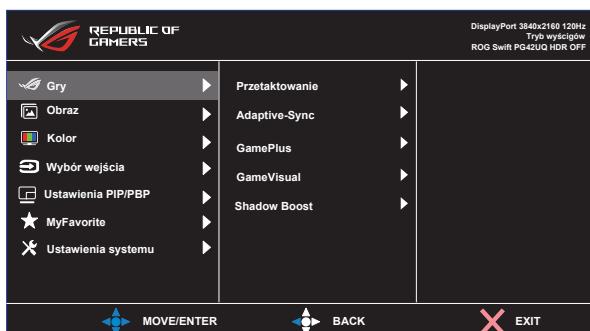 REPUBLIC OF
GAMERS
DisplayPort 3840x2160 120Hz
Tryb wyścigów
ROG Swift PG42UQ HDR OFF
Gry
Obraz
Kolor
Wybór wejścia
Ustawienia PIP/PBP
MyFavorite
Ustawienia systemu
Przetaktowanie
Adaptive-Sync
GamePlus
GameVisual
Shadow Boost
MOVE/ENTER
BACK
EXIT